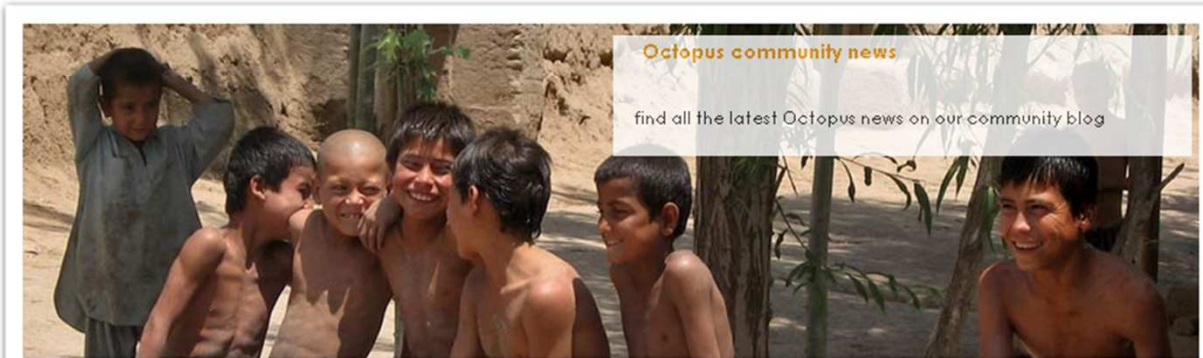 Octopus community news
find all the latest Octopus news on our community blog